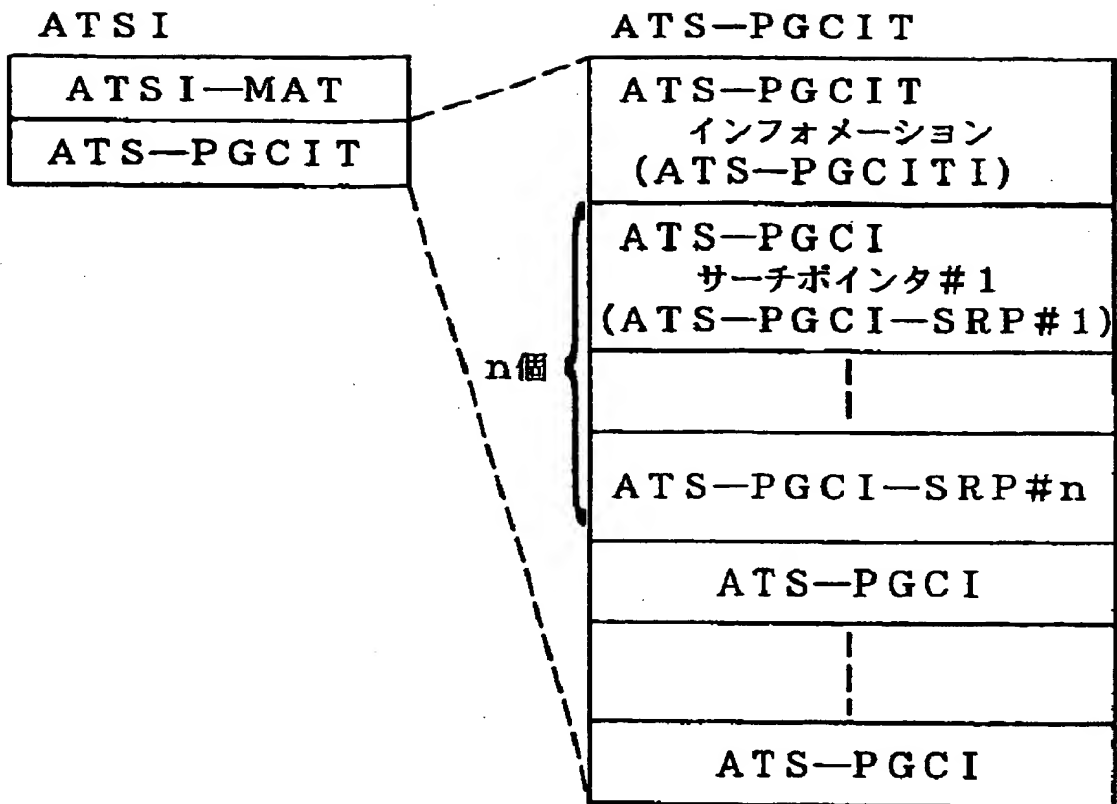 ATSI
ATSI—MAT
ATS—PGCIT
ATS—PGCIT
ATS—PGCIT
インフォメーション
(ATS—PGCITI)
ATS—PGCI
サーチポインタ#1
(ATS—PGCI—SRP#1)
n個
ATS—PGCI—SRP#n
ATS—PGCI
ATS—PGCI